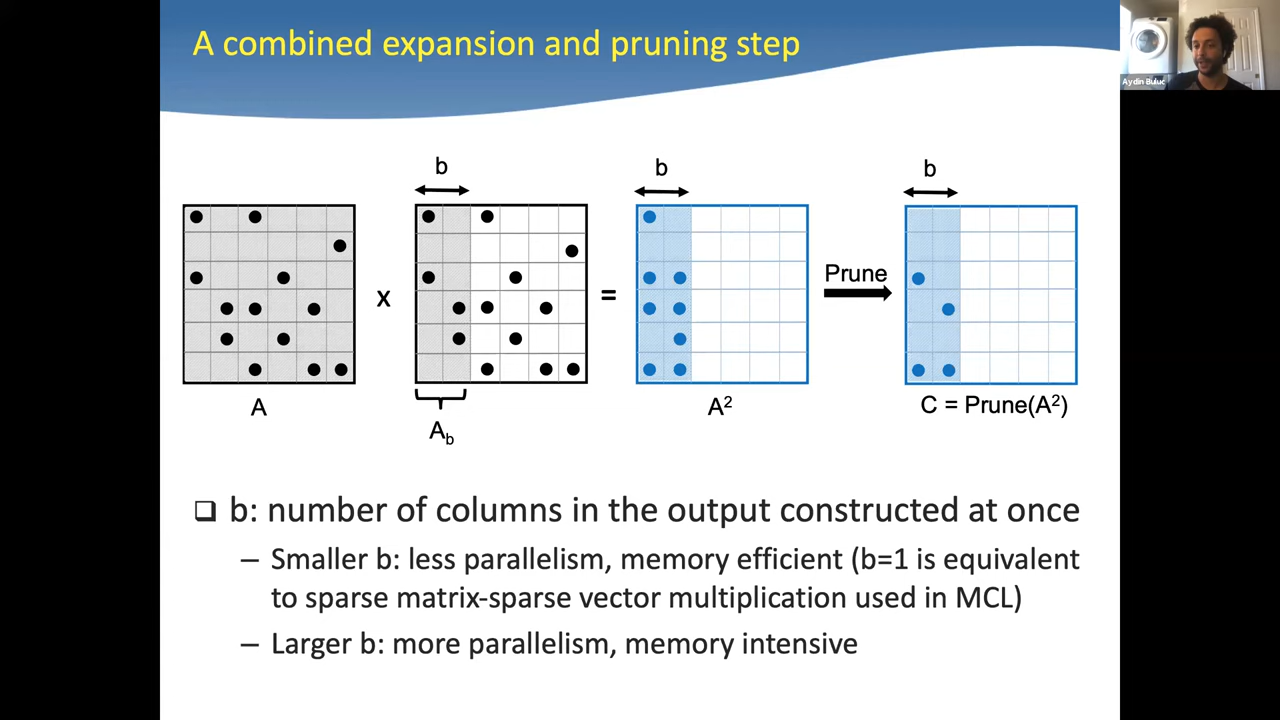 A combined expansion and pruning step
Aydin Buluc
b
b
b
x
=
Prune
A
A_b
A²
C = Prune(A²)
b: number of columns in the output constructed at once
– Smaller b: less parallelism, memory efficient (b=1 is equivalent
to sparse matrix-sparse vector multiplication used in MCL)
– Larger b: more parallelism, memory intensive